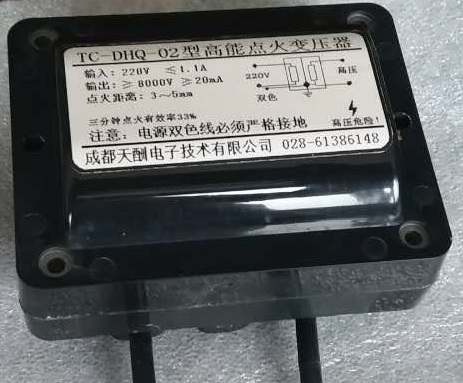 TC-DHQ-02型高能点火变压器
输入: 220V ≤1.1A
输出:≥ 8000V ≥20mA
点火距离: 3~5mm
220V
高压
双色
三分钟点火有效率33%
高压危险!
注意: 电源双色线必须严格接地
成都天酬电子技术有限公司 028-61386148